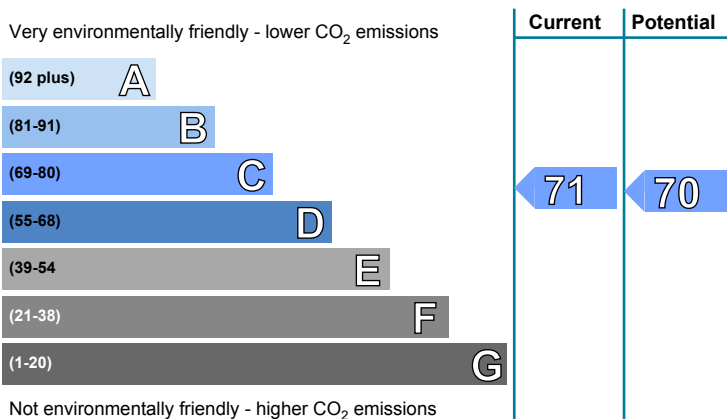 Very environmentally friendly - lower CO2 emissions
Current
Potential
(92 plus) A
(81-91) B
(69-80) C
71
70
(55-68) D
(39-54 E
(21-38) F
(1-20) G
Not environmentally friendly - higher CO2 emissions